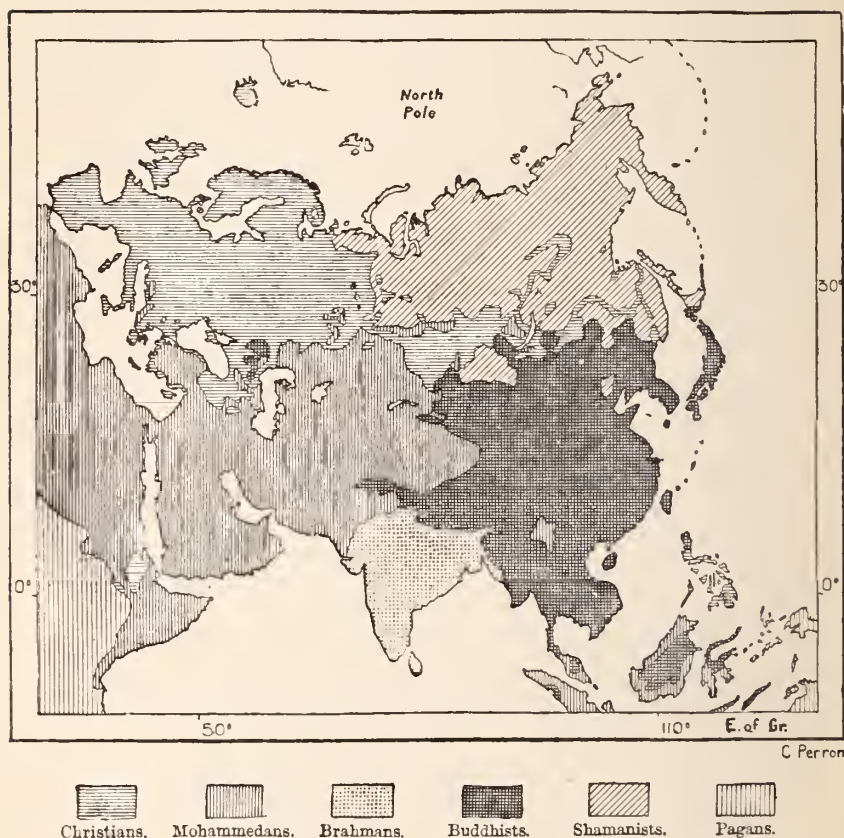 North
Pole
30°
30°
0°
0°
50°
110°
E. of Gr.
C Perron
Christians. Mohammedans. Brahmans. Buddhists. Shamanists. Pagans.